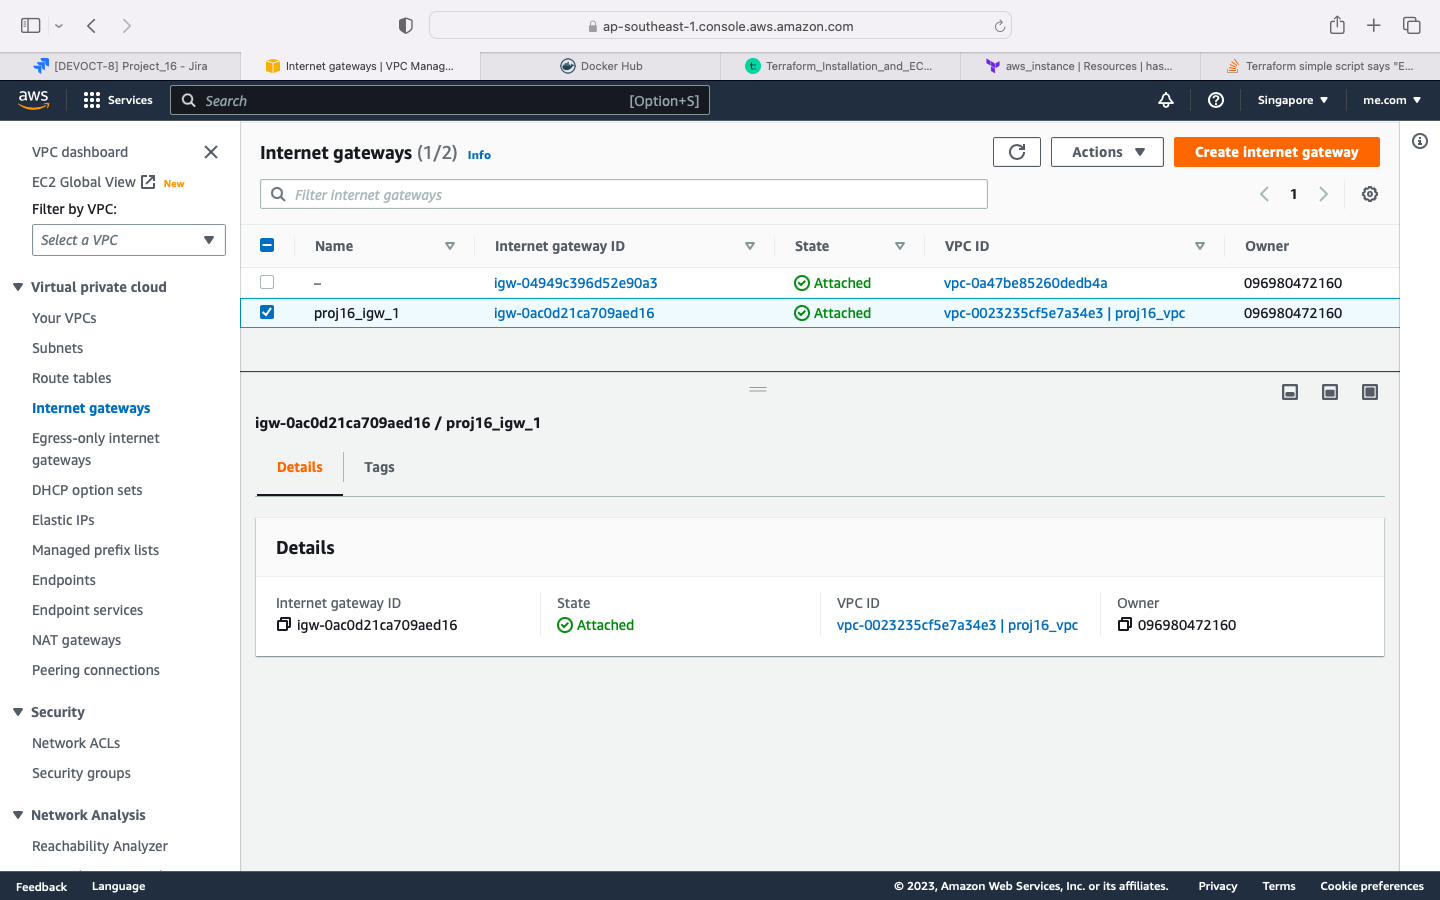 ap-southeast-1.console.aws.amazon.com
[DEVOCT-8] Project_16 - Jira
Internet gateways | VPC Manag...
Docker Hub
Terraform_Installation_and_EC...
aws_instance | Resources | has...
Terraform simple script says "E...
aws
Services
Search
[Option+S]
Singapore
me.com
VPC dashboard
EC2 Global View New
Filter by VPC:
Select a VPC
Virtual private cloud
Your VPCs
Subnets
Route tables
Internet gateways
Egress-only internet
gateways
DHCP option sets
Elastic IPs
Managed prefix lists
Endpoints
Endpoint services
NAT gateways
Peering connections
Security
Network ACLs
Security groups
Network Analysis
Reachability Analyzer
Internet gateways (1/2) Info
Actions
Create internet gateway
Filter internet gateways
1
Name Internet gateway ID State VPC ID Owner
– igw-04949c396d52e90a3 Attached vpc-0a47be85260dedb4a 096980472160
proj16_igw_1 igw-0ac0d21ca709aed16 Attached vpc-0023235cf5e7a34e3 | proj16_vpc 096980472160
igw-0ac0d21ca709aed16 / proj16_igw_1
Details Tags
Details
Internet gateway ID
igw-0ac0d21ca709aed16
State
Attached
VPC ID
vpc-0023235cf5e7a34e3 | proj16_vpc
Owner
096980472160
Feedback Language
© 2023, Amazon Web Services, Inc. or its affiliates. Privacy Terms Cookie preferences